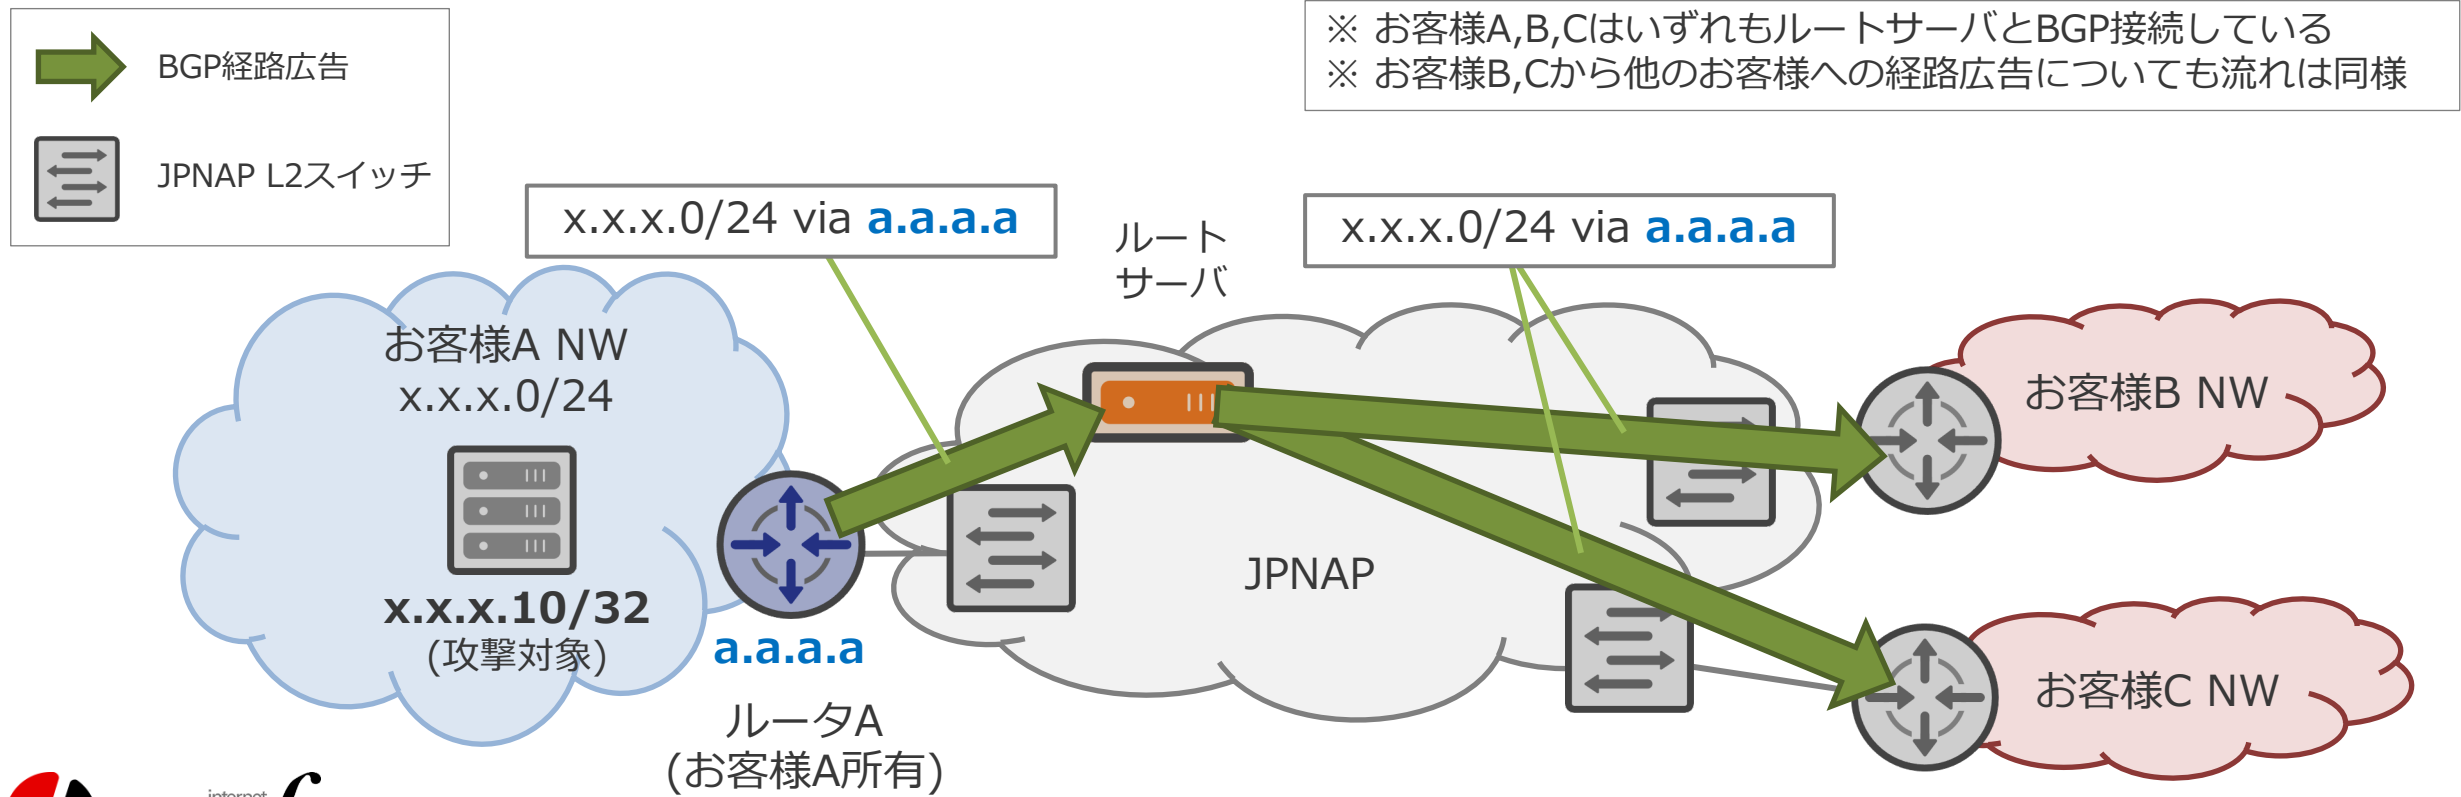 BGP経路広告
JPNAP L2スイッチ
※ お客様A,B,CはいずれもルートサーバとBGP接続している
※ お客様B,Cから他のお客様への経路広告についても流れは同様
x.x.x.0/24 via a.a.a.a
ルート
サーバ
x.x.x.0/24 via a.a.a.a
お客様A NW
x.x.x.0/24
x.x.x.10/32
(攻撃対象)
a.a.a.a
ルータA
(お客様A所有)
JPNAP
お客様B NW
お客様C NW
internet